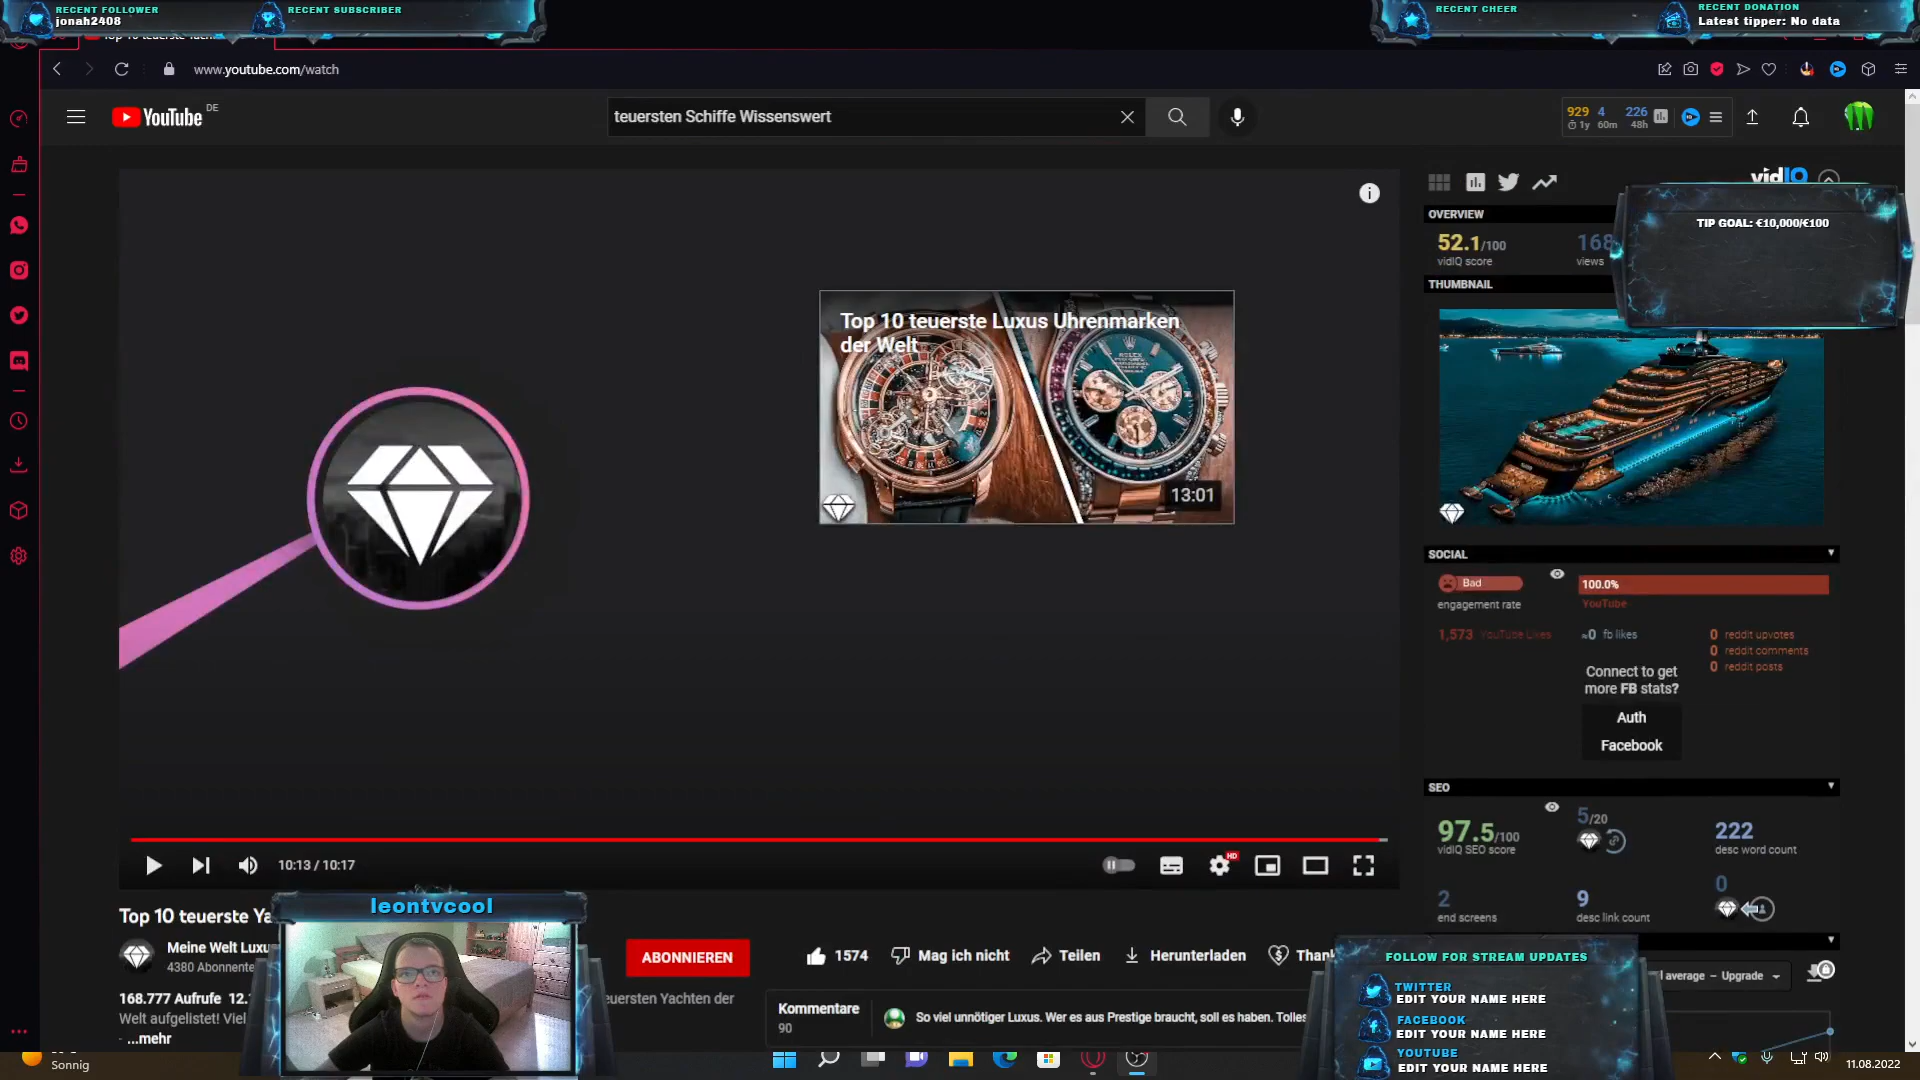 RECENT FOLLOWER
jonah2408
RECENT SUBSCRIBER
RECENT CHEER
RECENT DONATION
Latest tipper: No data
www.youtube.com/watch
YouTube DE
teuersten Schiffe Wissenswert
929 4 226
1y 60m 48h
vidIQ
TIP GOAL: €10,000/€100
OVERVIEW
52.1/100
168
vidIQ score
views
THUMBNAIL
Top 10 teuerste Luxus Uhrenmarken
der Welt
ROLEX
13:01
SOCIAL
Bad
100.0%
engagement rate
YouTube
1,573 YouTube Likes
≈0 fb likes
0 reddit upvotes
0 reddit comments
0 reddit posts
Connect to get
more FB stats?
Auth
Facebook
SEO
97.5/100
vidIQ SEO score
5/20
222
desc word count
2
end screens
9
desc link count
0
10:13 / 10:17
HD
Top 10 teuerste Ya
leontvcool
Meine Welt Luxu
4380 Abonnente
ABONNIEREN
1574
Mag ich nicht
Teilen
Herunterladen
Than
168.777 Aufrufe 12.
euersten Yachten der
Welt aufgelistet! Viel
...mehr
Kommentare
90
So viel unnötiger Luxus. Wer es aus Prestige braucht, soll es haben. Tolles
FOLLOW FOR STREAM UPDATES
TWITTER
EDIT YOUR NAME HERE
FACEBOOK
EDIT YOUR NAME HERE
YOUTUBE
EDIT YOUR NAME HERE
l average – Upgrade
Sonnig
11.08.2022